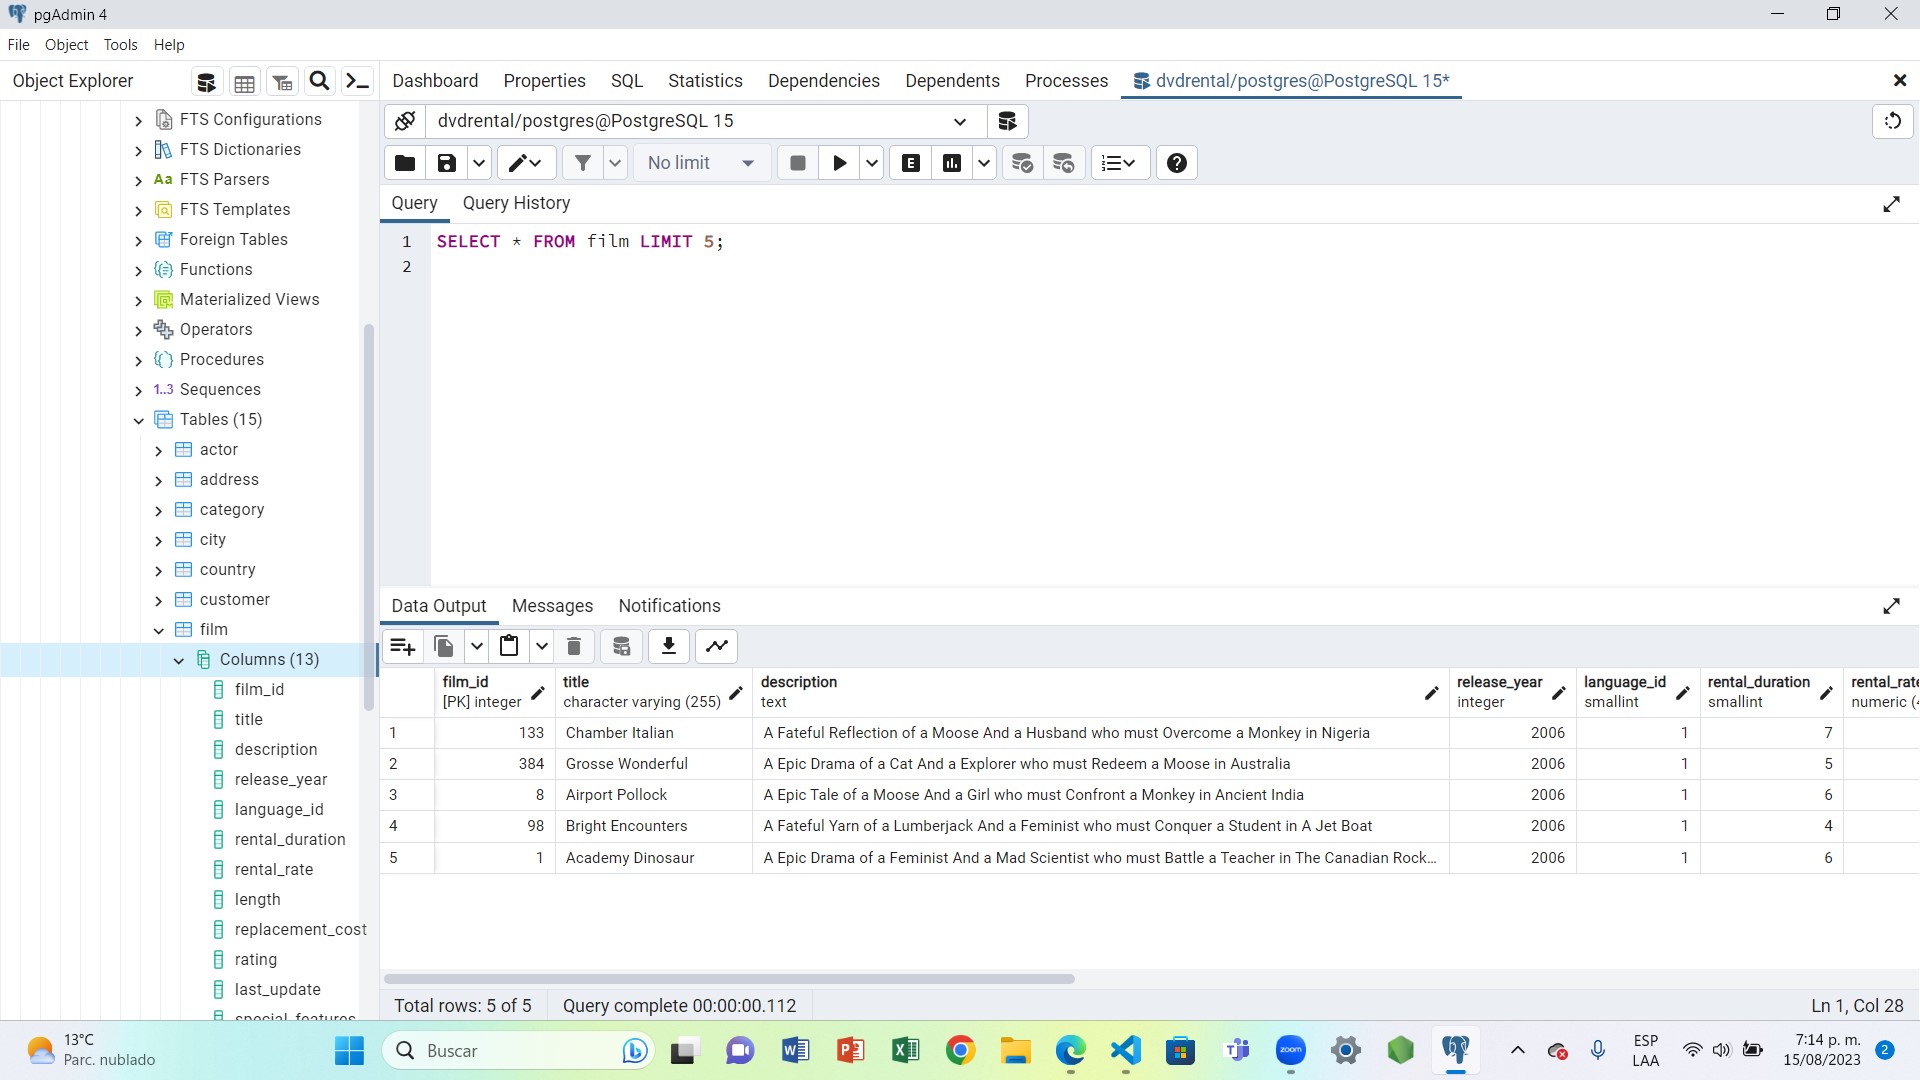 pgAdmin 4
File Object Tools Help
Object Explorer
Dashboard Properties SQL Statistics Dependencies Dependents Processes dvdrental/postgres@PostgreSQL 15*
FTS Configurations
FTS Dictionaries
Aa FTS Parsers
FTS Templates
Foreign Tables
Functions
Materialized Views
Operators
Procedures
1..3 Sequences
Tables (15)
actor
address
category
city
country
customer
film
Columns (13)
film_id
title
description
release_year
language_id
rental_duration
rental_rate
length
replacement_cost
rating
last_update
special_features
dvdrental/postgres@PostgreSQL 15
No limit
E
Query Query History
1 SELECT * FROM film LIMIT 5;
2
Data Output Messages Notifications
film_id title description release_year language_id rental_duration rental_rate
[PK] integer character varying (255) text integer smallint smallint numeric (4
1 133 Chamber Italian A Fateful Reflection of a Moose And a Husband who must Overcome a Monkey in Nigeria 2006 1 7
2 384 Grosse Wonderful A Epic Drama of a Cat And a Explorer who must Redeem a Moose in Australia 2006 1 5
3 8 Airport Pollock A Epic Tale of a Moose And a Girl who must Confront a Monkey in Ancient India 2006 1 6
4 98 Bright Encounters A Fateful Yarn of a Lumberjack And a Feminist who must Conquer a Student in A Jet Boat 2006 1 4
5 1 Academy Dinosaur A Epic Drama of a Feminist And a Mad Scientist who must Battle a Teacher in The Canadian Rock... 2006 1 6
Total rows: 5 of 5 Query complete 00:00:00.112 Ln 1, Col 28
13°C
Parc. nublado
Buscar
zoom
ESP
LAA
7:14 p. m.
15/08/2023
2